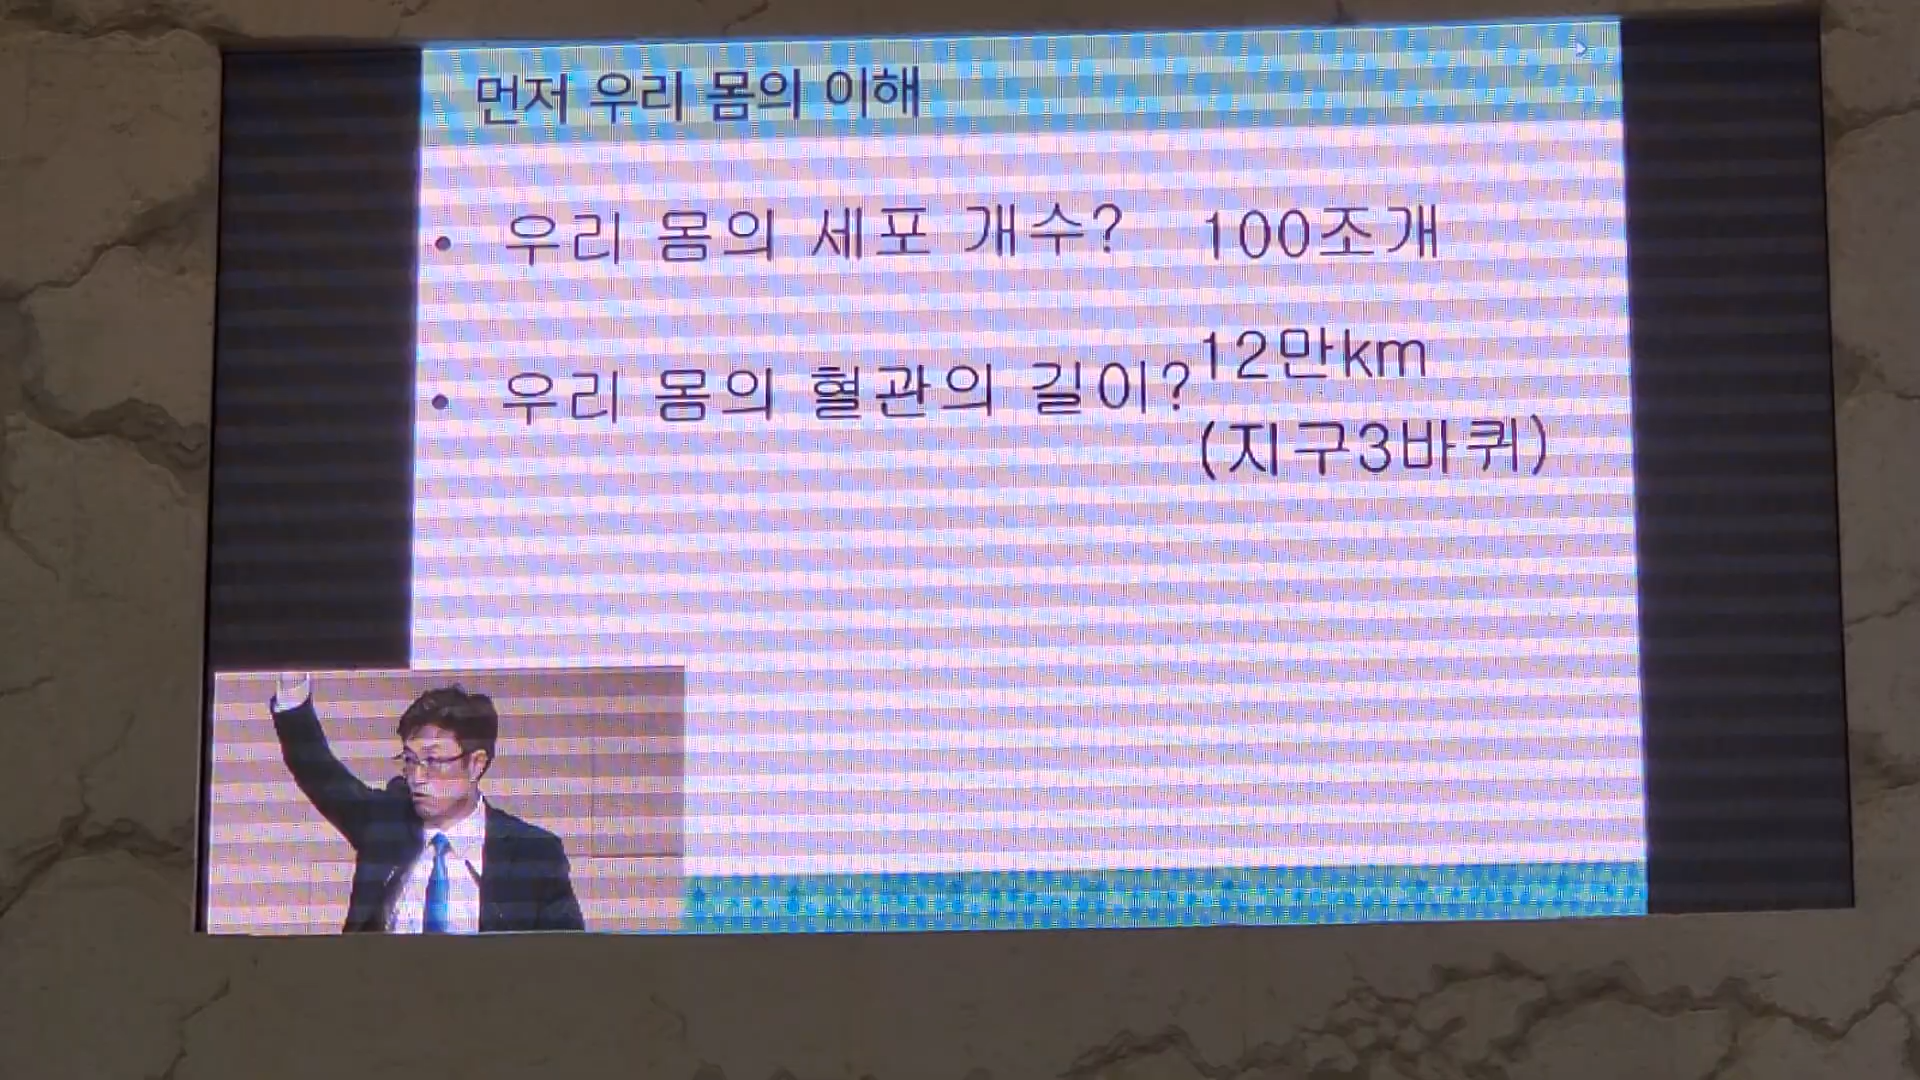 먼저 우리 몸의 이해
• 우리 몸의 세포 개수? 100조개
• 우리 몸의 혈관의 길이? 12만km
(지구3바퀴)